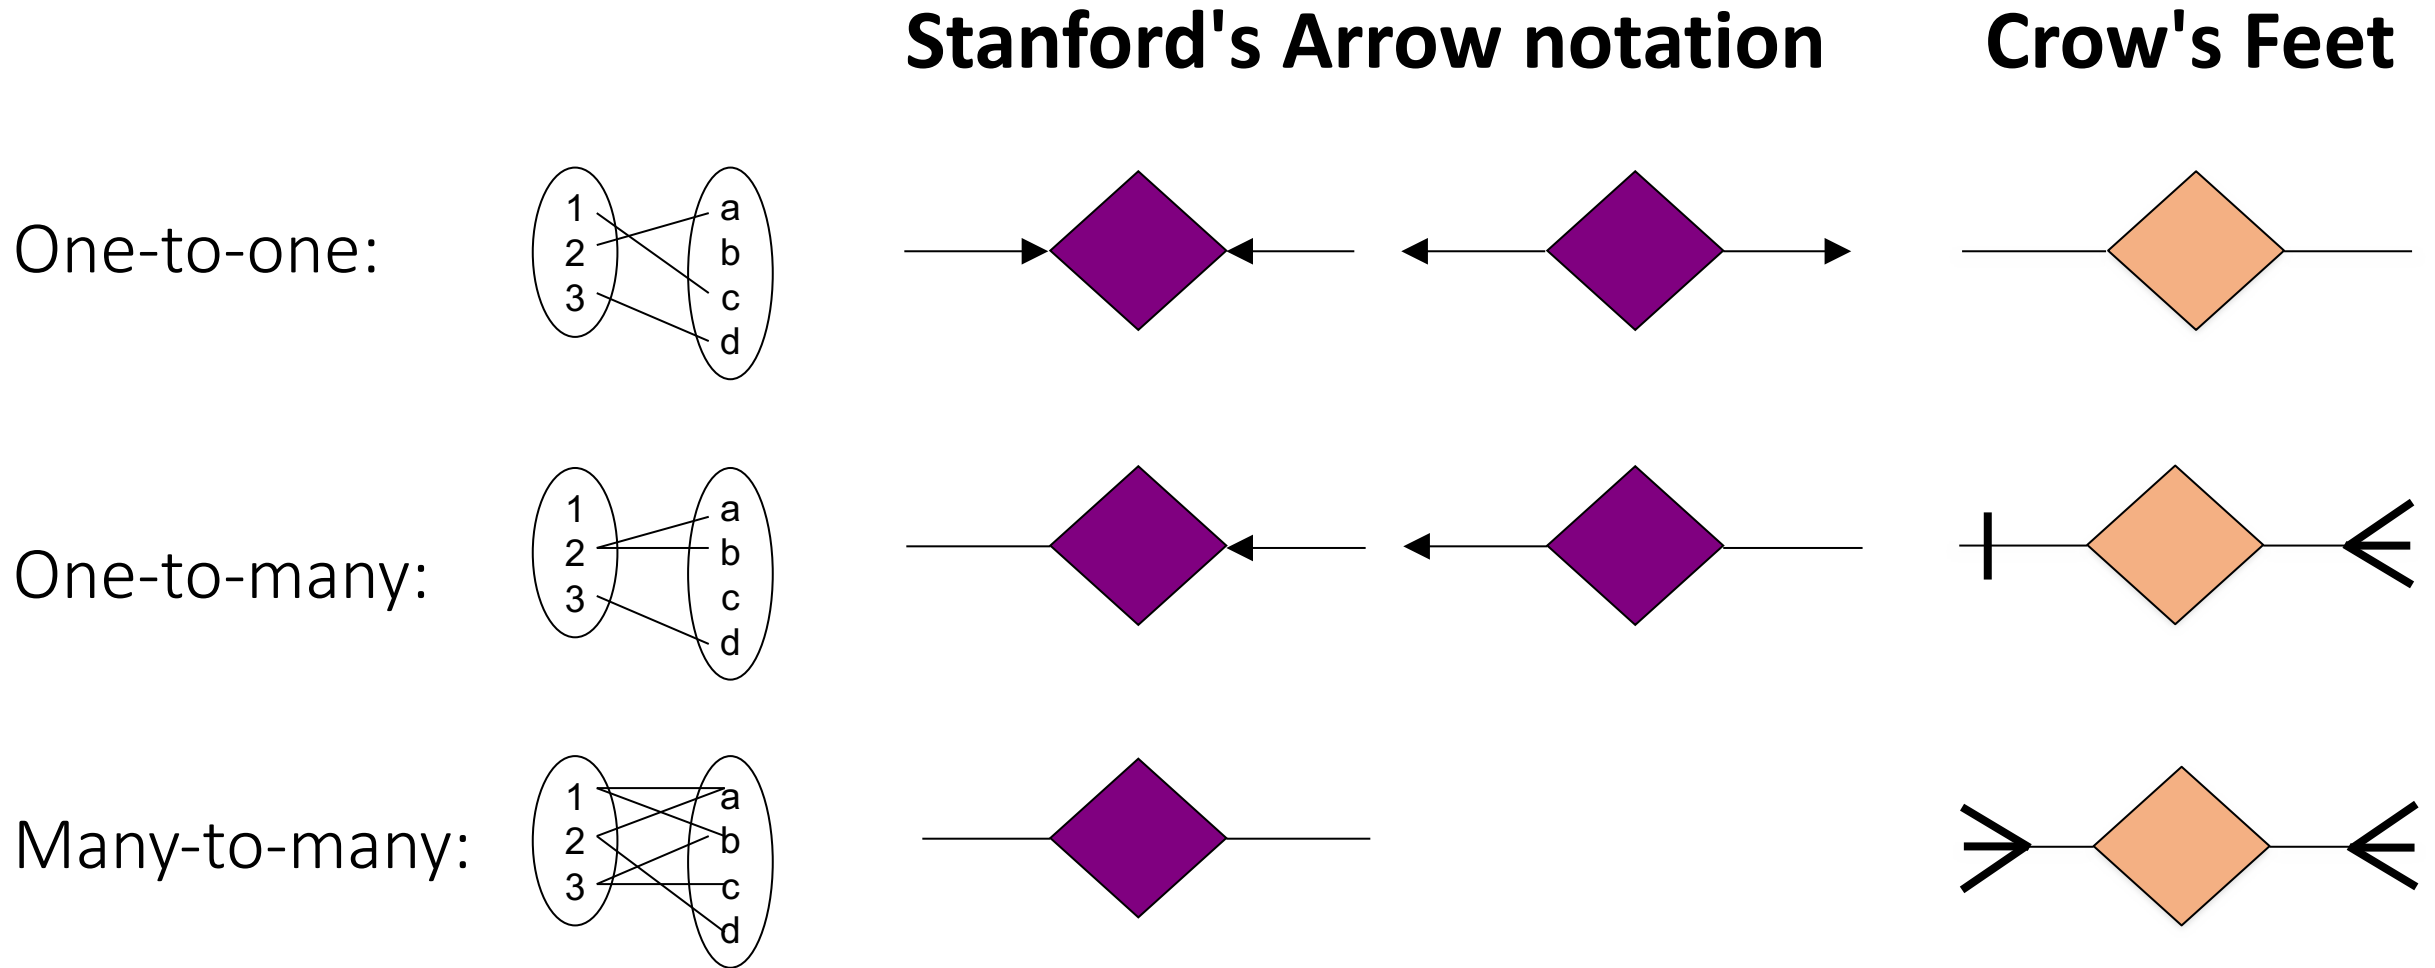 Stanford's Arrow notation
Crow's Feet
One-to-one:
1
2
3
a
b
c
d
One-to-many:
1
2
3
a
b
c
d
Many-to-many:
1
2
3
a
b
c
d